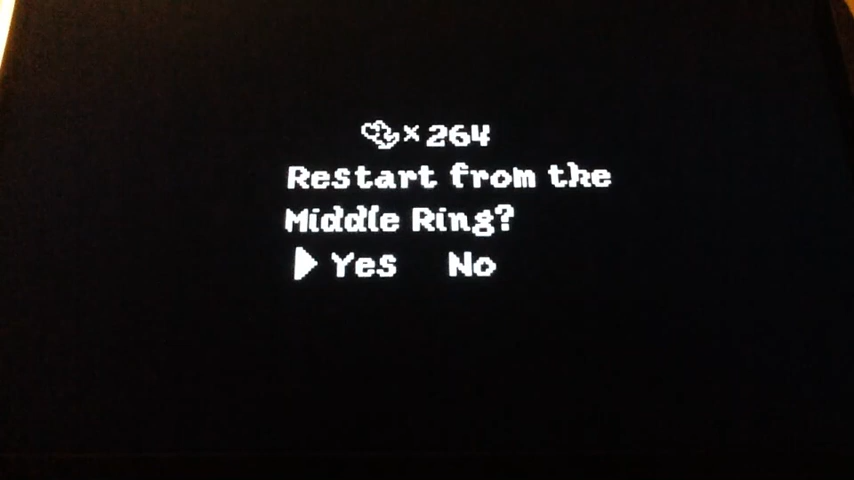 × 264
Restart from the
Middle Ring?
Yes No